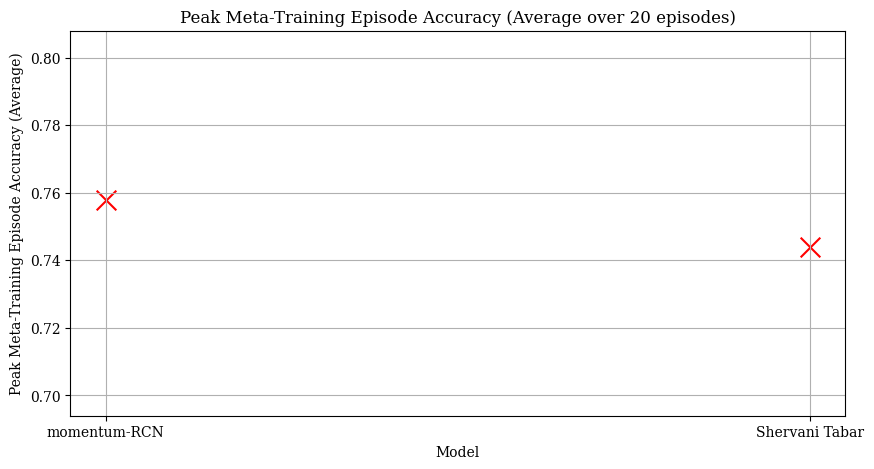 Peak Meta-Training Episode Accuracy (Average over 20 episodes)
Peak Meta-Training Episode Accuracy (Average)
0.80
0.78
0.76
0.74
0.72
0.70
momentum-RCN
Shervani Tabar
Model